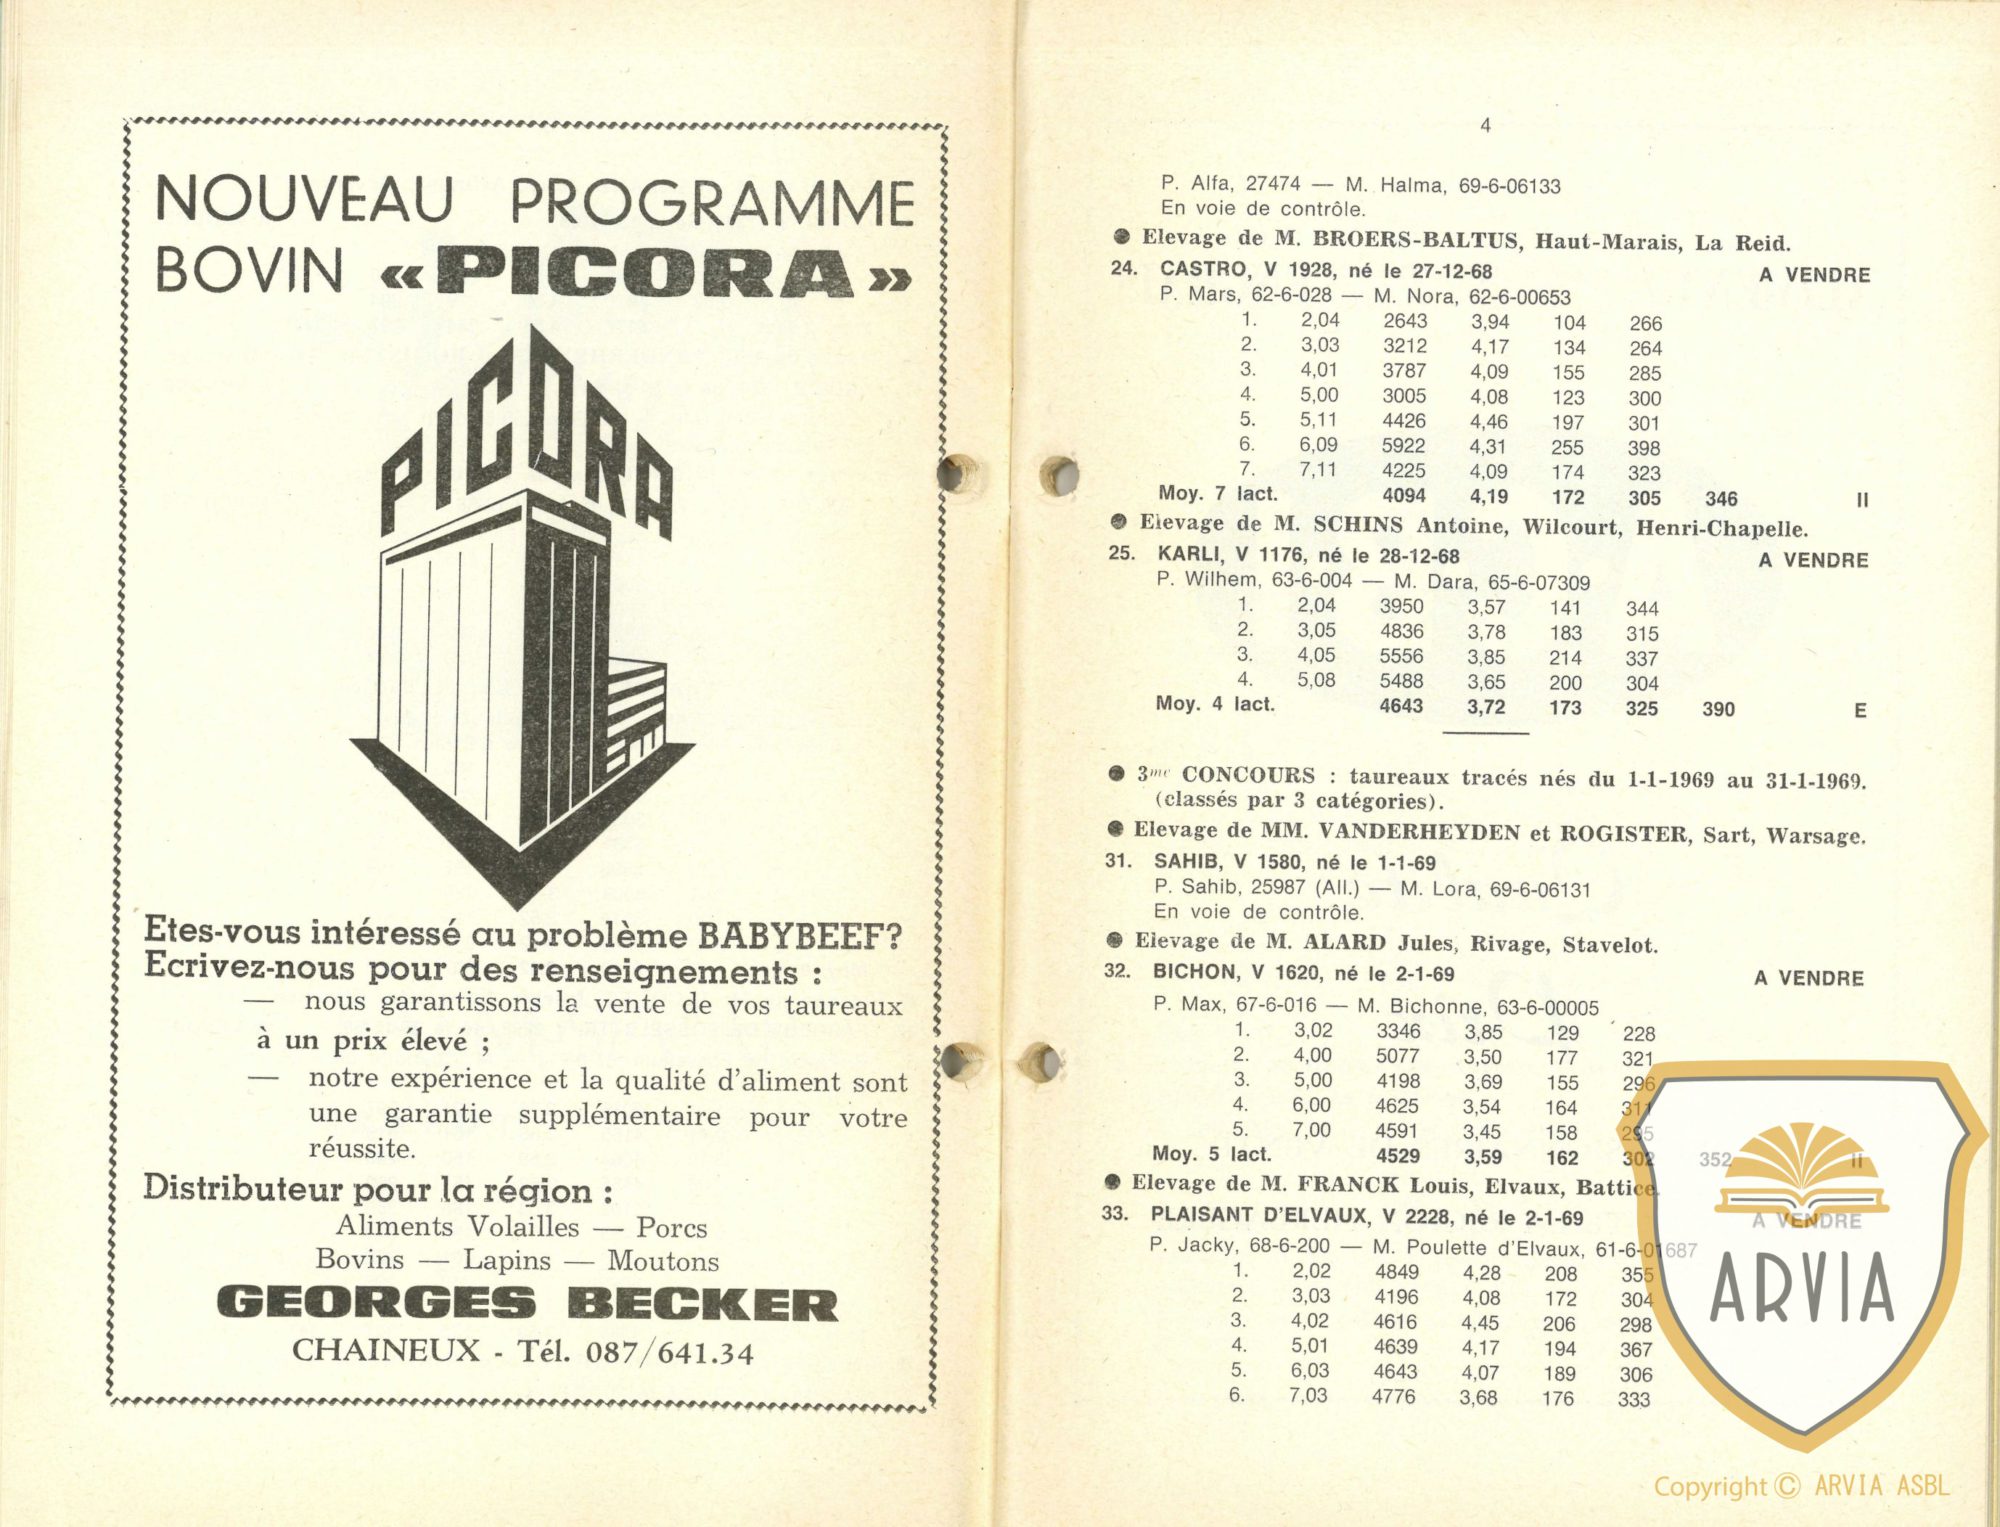 NOUVEAU PROGRAMME
BOVIN « PICORA »
PICORA
Etes-vous intéressé au problème BABYBEEF?
Ecrivez-nous pour des renseignements :
— nous garantissons la vente de vos taureaux
à un prix élevé ;
— notre expérience et la qualité d'aliment sont
une garantie supplémentaire pour votre
réussite.
Distributeur pour la région :
Aliments Volailles — Porcs
Bovins — Lapins — Moutons
GEORGES BECKER
CHAINEUX - Tél. 087/641.34
4
P. Alfa, 27474 — M. Halma, 69-6-06133
En voie de contrôle.
● Elevage de M. BROERS-BALTUS, Haut-Marais, La Reid.
24. CASTRO, V 1928, né le 27-12-68 A VENDRE
P. Mars, 62-6-028 — M. Nora, 62-6-00653
1. 2,04 2643 3,94 104 266
2. 3,03 3212 4,17 134 264
3. 4,01 3787 4,09 155 285
4. 5,00 3005 4,08 123 300
5. 5,11 4426 4,46 197 301
6. 6,09 5922 4,31 255 398
7. 7,11 4225 4,09 174 323
Moy. 7 lact. 4094 4,19 172 305 346 II
● Elevage de M. SCHINS Antoine, Wilcourt, Henri-Chapelle.
25. KARLI, V 1176, né le 28-12-68 A VENDRE
P. Wilhem, 63-6-004 — M. Dara, 65-6-07309
1. 2,04 3950 3,57 141 344
2. 3,05 4836 3,78 183 315
3. 4,05 5556 3,85 214 337
4. 5,08 5488 3,65 200 304
Moy. 4 lact. 4643 3,72 173 325 390 E
● 3me CONCOURS : taureaux tracés nés du 1-1-1969 au 31-1-1969.
(classés par 3 catégories).
● Elevage de MM. VANDERHEYDEN et ROGISTER, Sart, Warsage.
31. SAHIB, V 1580, né le 1-1-69
P. Sahib, 25987 (All.) — M. Lora, 69-6-06131
En voie de contrôle.
● Elevage de M. ALARD Jules, Rivage, Stavelot.
32. BICHON, V 1620, né le 2-1-69 A VENDRE
P. Max, 67-6-016 — M. Bichonne, 63-6-00005
1. 3,02 3346 3,85 129 228
2. 4,00 5077 3,50 177 321
3. 5,00 4198 3,69 155 296
4. 6,00 4625 3,54 164 311
5. 7,00 4591 3,45 158 295
Moy. 5 lact. 4529 3,59 162 302 352 II
● Elevage de M. FRANCK Louis, Elvaux, Battice.
33. PLAISANT D'ELVAUX, V 2228, né le 2-1-69 A VENDRE
P. Jacky, 68-6-200 — M. Poulette d'Elvaux, 61-6-01687
1. 2,02 4849 4,28 208 355
2. 3,03 4196 4,08 172 304
3. 4,02 4616 4,45 206 298
4. 5,01 4639 4,17 194 367
5. 6,03 4643 4,07 189 306
6. 7,03 4776 3,68 176 333
ARVIA
Copyright © ARVIA ASBL